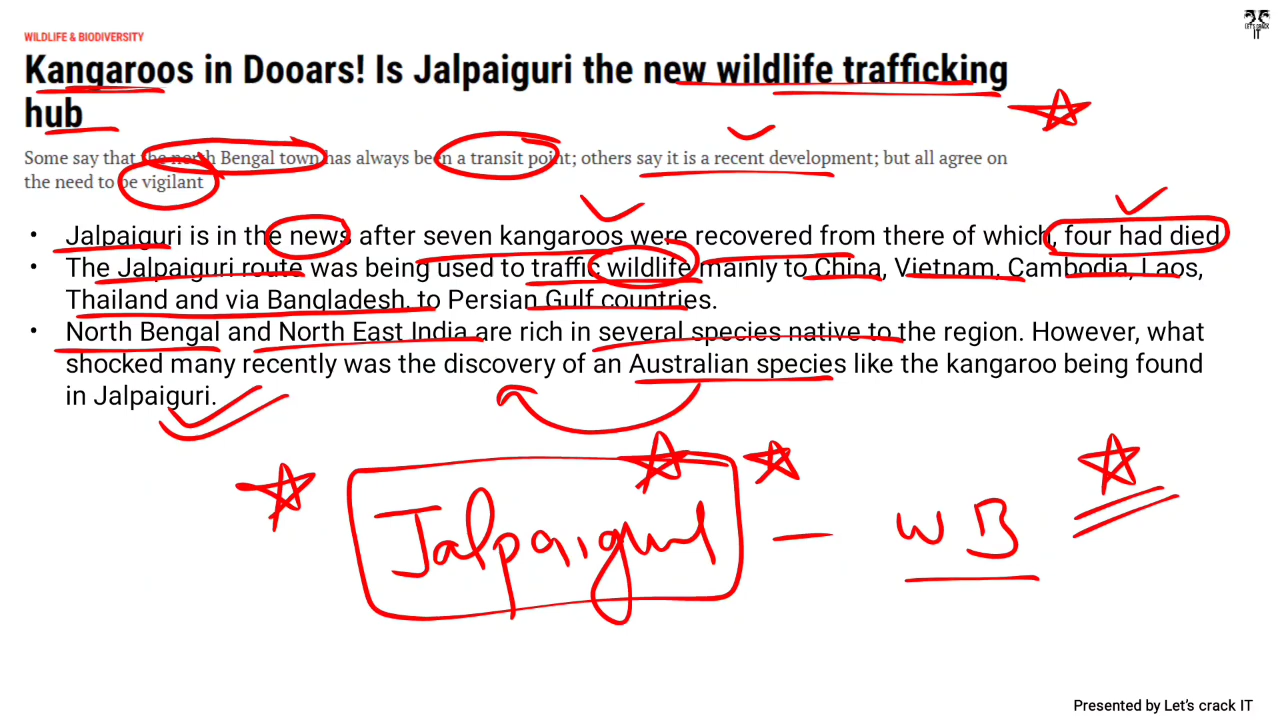 LET'S CRACK
IT
WILDLIFE & BIODIVERSITY
Kangaroos in Dooars! Is Jalpaiguri the new wildlife trafficking
hub
Some say that the north Bengal town has always been a transit point; others say it is a recent development; but all agree on
the need to be vigilant
• Jalpaiguri is in the news after seven kangaroos were recovered from there of which, four had died
• The Jalpaiguri route was being used to traffic wildlife mainly to China, Vietnam, Cambodia, Laos,
Thailand and via Bangladesh, to Persian Gulf countries.
• North Bengal and North East India are rich in several species native to the region. However, what
shocked many recently was the discovery of an Australian species like the kangaroo being found
in Jalpaiguri.
Jalpaiguri — WB
Presented by Let's crack IT